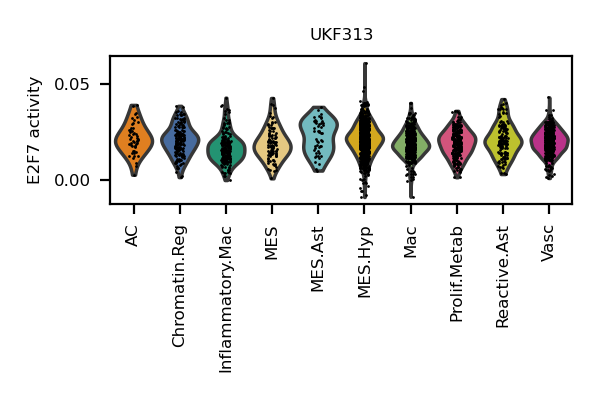 UKF313
E2F7 activity
0.05
0.00
AC
Chromatin.Reg
Inflammatory.Mac
MES
MES.Ast
MES.Hyp
Mac
Prolif.Metab
Reactive.Ast
Vasc